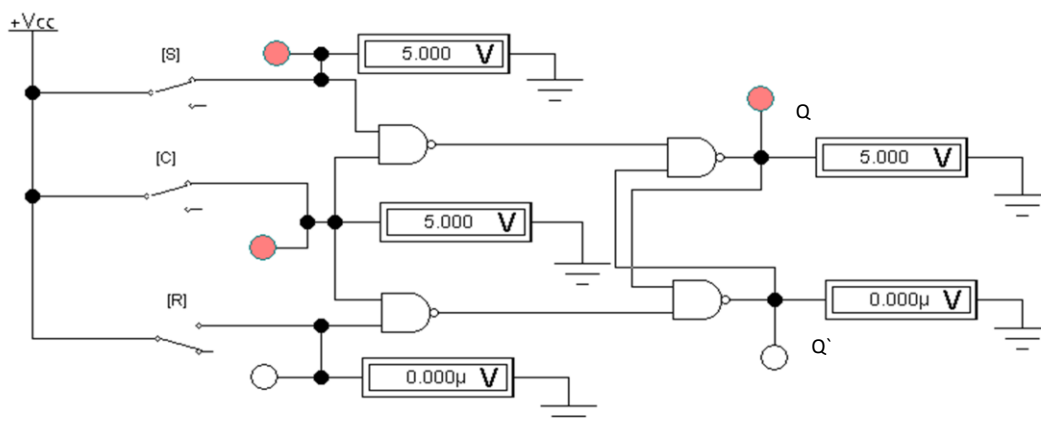 +Vcc
[S]
5.000 V
Q
5.000 V
[C]
5.000 V
[R]
0.000µ V
Q`
0.000µ V